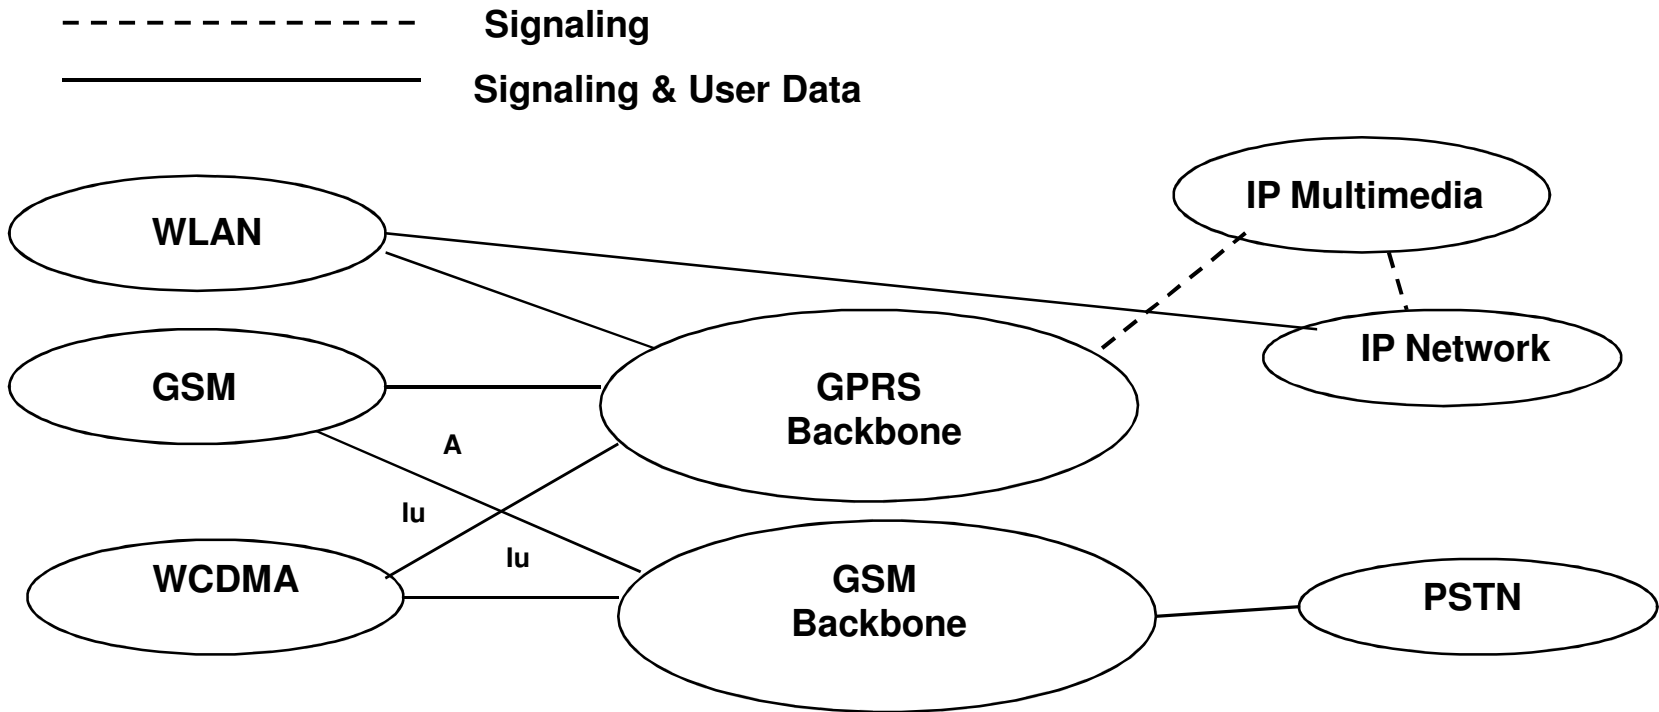 Signaling
Signaling & User Data
IP Multimedia
WLAN
IP Network
GSM
GPRS
Backbone
A
Iu
Iu
WCDMA
GSM
Backbone
PSTN